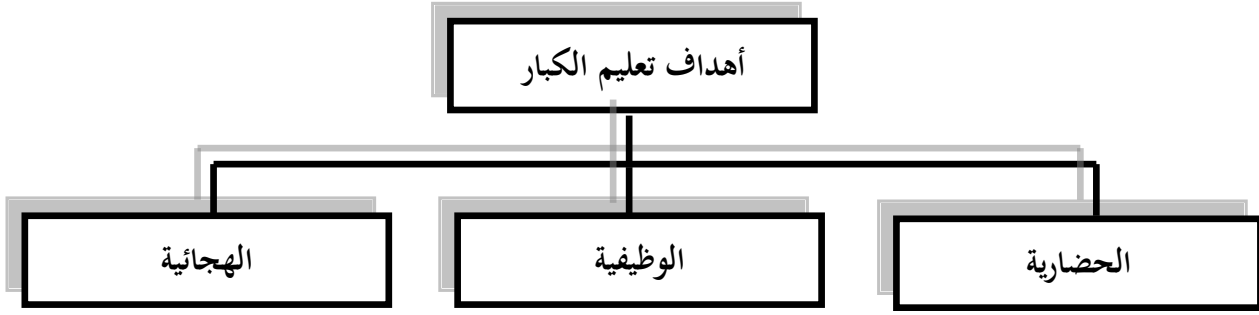 أهداف تعليم الكبار
الحضارية
الوظيفية
الهجائية